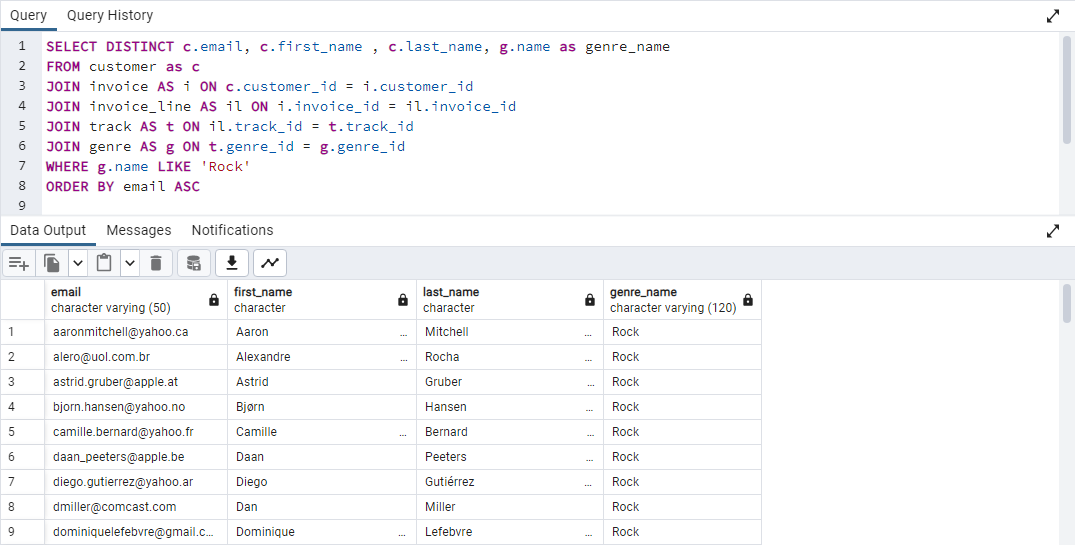 Query Query History
1 SELECT DISTINCT c.email, c.first_name , c.last_name, g.name as genre_name
2 FROM customer as c
3 JOIN invoice AS i ON c.customer_id = i.customer_id
4 JOIN invoice_line AS il ON i.invoice_id = il.invoice_id
5 JOIN track AS t ON il.track_id = t.track_id
6 JOIN genre AS g ON t.genre_id = g.genre_id
7 WHERE g.name LIKE 'Rock'
8 ORDER BY email ASC
9
Data Output Messages Notifications
email first_name last_name genre_name
character varying (50) character character character varying (120)
1 aaronmitchell@yahoo.ca Aaron ... Mitchell ... Rock
2 alero@uol.com.br Alexandre ... Rocha ... Rock
3 astrid.gruber@apple.at Astrid Gruber ... Rock
4 bjorn.hansen@yahoo.no Bjørn Hansen ... Rock
5 camille.bernard@yahoo.fr Camille ... Bernard ... Rock
6 daan_peeters@apple.be Daan Peeters ... Rock
7 diego.gutierrez@yahoo.ar Diego Gutiérrez ... Rock
8 dmiller@comcast.com Dan Miller Rock
9 dominiquelefebvre@gmail.c... Dominique ... Lefebvre ... Rock